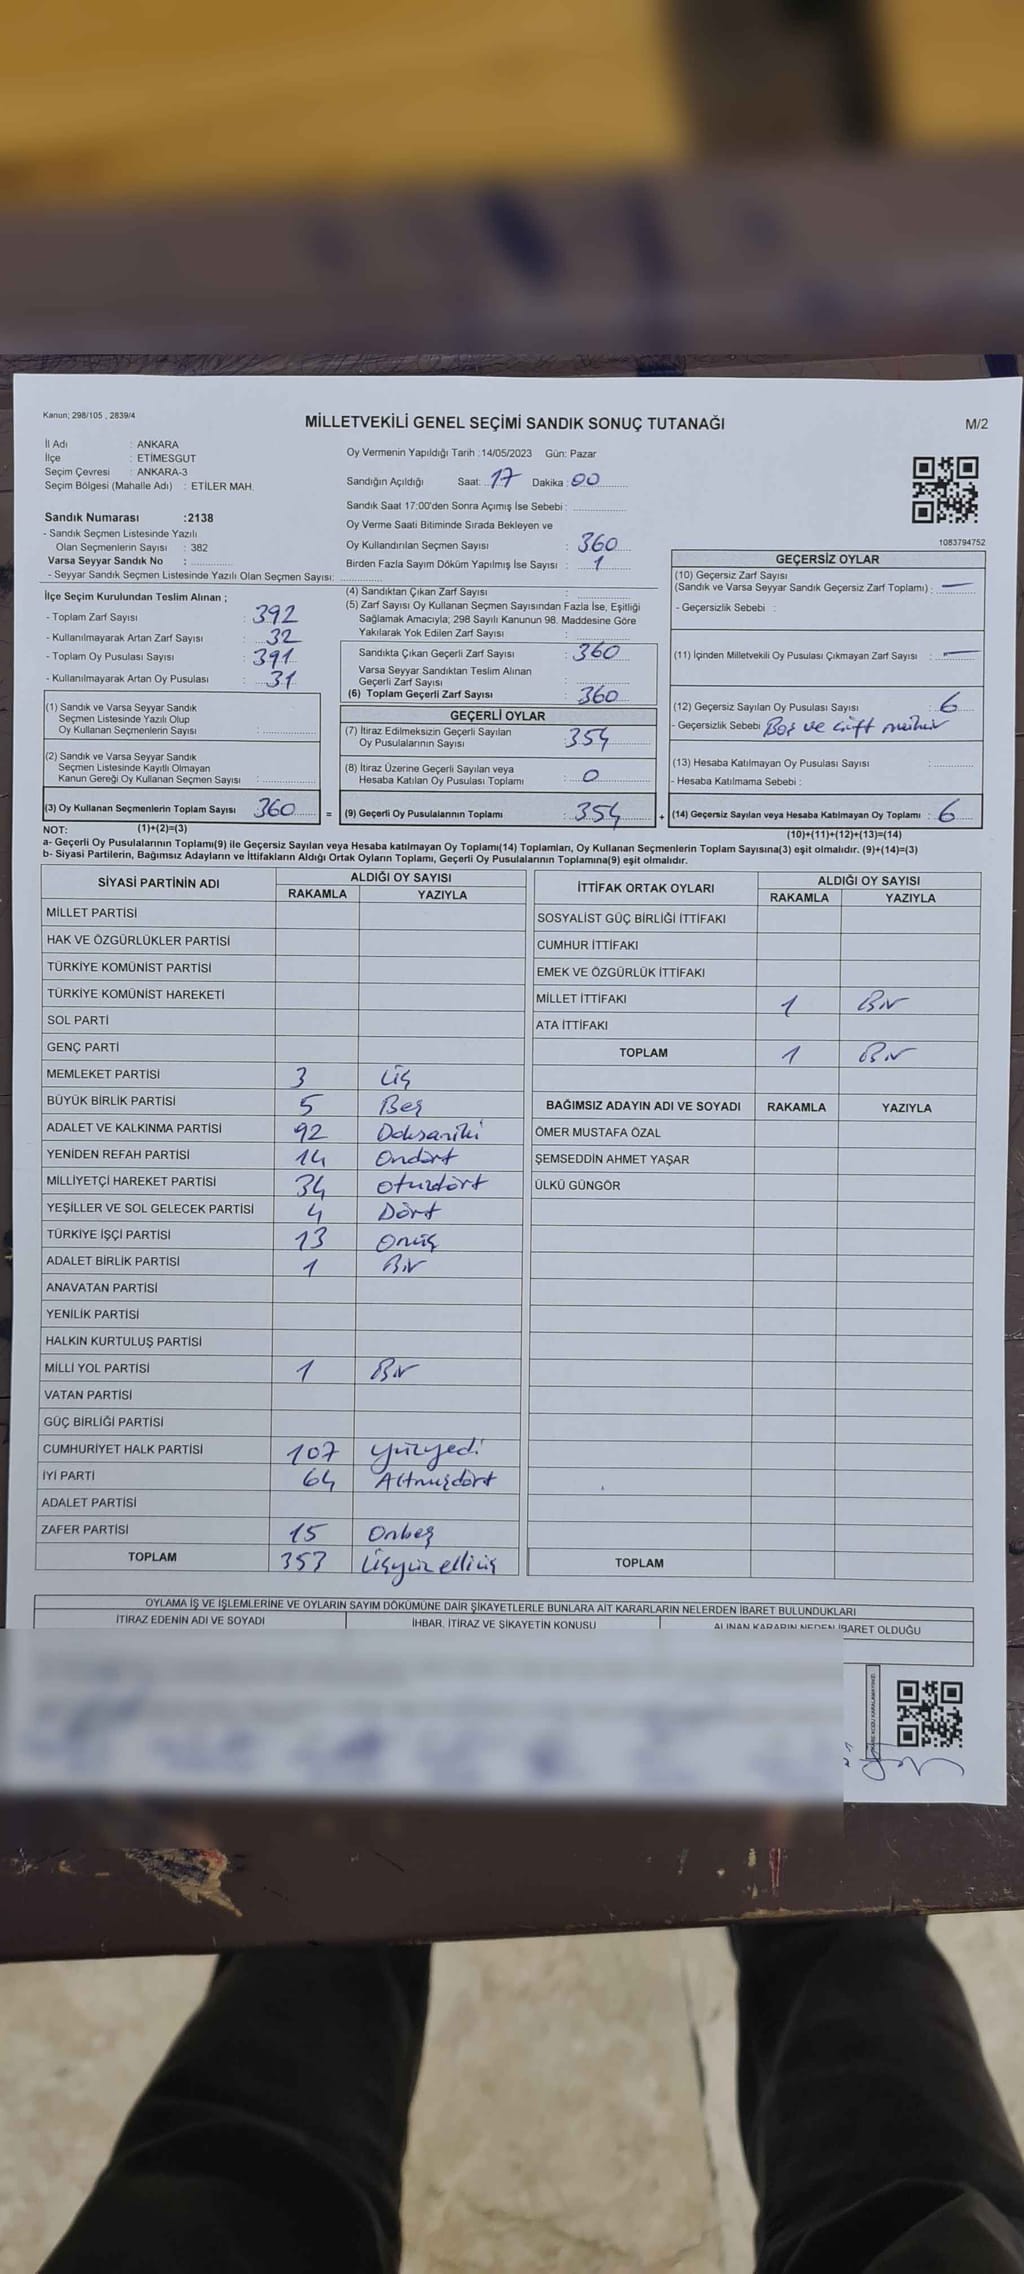 Kanun; 298/105 , 2839/4
MİLLETVEKİLİ GENEL SEÇİMİ SANDIK SONUÇ TUTANAĞI
M/2
İl Adı : ANKARA
İlçe : ETİMESGUT
Seçim Çevresi : ANKARA-3
Seçim Bölgesi (Mahalle Adı) : ETİLER MAH.
Sandık Numarası :2138
- Sandık Seçmen Listesinde Yazılı
Olan Seçmenlerin Sayısı : 382
Varsa Seyyar Sandık No :
- Seyyar Sandık Seçmen Listesinde Yazılı Olan Seçmen Sayısı:
Oy Vermenin Yapıldığı Tarih :14/05/2023 Gün: Pazar
Sandığın Açıldığı Saat: 17 Dakika : 00
Sandık Saat 17:00'den Sonra Açımış İse Sebebi :
Oy Verme Saati Bitiminde Sırada Bekleyen ve
Oy Kullandırılan Seçmen Sayısı : 360
Birden Fazla Sayım Döküm Yapılmış İse Sayısı : 1
1083794752
İlçe Seçim Kurulundan Teslim Alınan ;
- Toplam Zarf Sayısı : 392
- Kullanılmayarak Artan Zarf Sayısı : 32
- Toplam Oy Pusulası Sayısı : 391
- Kullanılmayarak Artan Oy Pusulası : 31
(1) Sandık ve Varsa Seyyar Sandık
Seçmen Listesinde Yazılı Olup
Oy Kullanan Seçmenlerin Sayısı :
(2) Sandık ve Varsa Seyyar Sandık
Seçmen Listesinde Kayıtlı Olmayan
Kanun Gereği Oy Kullanan Seçmen Sayısı :
(3) Oy Kullanan Seçmenlerin Toplam Sayısı 360 =
(4) Sandıktan Çıkan Zarf Sayısı :
(5) Zarf Sayısı Oy Kullanan Seçmen Sayısından Fazla İse, Eşitliği
Sağlamak Amacıyla; 298 Sayılı Kanunun 98. Maddesine Göre
Yakılarak Yok Edilen Zarf Sayısı :
Sandıkta Çıkan Geçerli Zarf Sayısı : 360
Varsa Seyyar Sandıktan Teslim Alınan
Geçerli Zarf Sayısı :
(6) Toplam Geçerli Zarf Sayısı : 360
GEÇERLİ OYLAR
(7) İtiraz Edilmeksizin Geçerli Sayılan
Oy Pusulalarının Sayısı : 354
(8) İtiraz Üzerine Geçerli Sayılan veya
Hesaba Katılan Oy Pusulası Toplamı : 0
(9) Geçerli Oy Pusulalarının Toplamı : 354 +
GEÇERSİZ OYLAR
(10) Geçersiz Zarf Sayısı
(Sandık ve Varsa Seyyar Sandık Geçersiz Zarf Toplamı) : —
- Geçersizlik Sebebi :
(11) İçinden Milletvekili Oy Pusulası Çıkmayan Zarf Sayısı : —
(12) Geçersiz Sayılan Oy Pusulası Sayısı : 6
- Geçersizlik Sebebi Boş ve Çift mühür
(13) Hesaba Katılmayan Oy Pusulası Sayısı :
- Hesaba Katılmama Sebebi :
(14) Geçersiz Sayılan veya Hesaba Katılmayan Oy Toplamı : 6
NOT: (1)+(2)=(3)
(10)+(11)+(12)+(13)=(14)
a- Geçerli Oy Pusulalarının Toplamı(9) ile Geçersiz Sayılan veya Hesaba katılmayan Oy Toplamı(14) Toplamları, Oy Kullanan Seçmenlerin Toplam Sayısına(3) eşit olmalıdır. (9)+(14)=(3)
b- Siyasi Partilerin, Bağımsız Adayların ve İttifakların Aldığı Ortak Oyların Toplamı, Geçerli Oy Pusulalarının Toplamına(9) eşit olmalıdır.
SİYASİ PARTİNİN ADI ALDIĞI OY SAYISI
RAKAMLA YAZIYLA
MİLLET PARTİSİ
HAK VE ÖZGÜRLÜKLER PARTİSİ
TÜRKİYE KOMÜNİST PARTİSİ
TÜRKİYE KOMÜNİST HAREKETİ
SOL PARTİ
GENÇ PARTİ
MEMLEKET PARTİSİ 3 Üç
BÜYÜK BİRLİK PARTİSİ 5 Beş
ADALET VE KALKINMA PARTİSİ 92 Doksaniki
YENİDEN REFAH PARTİSİ 14 Ondört
MİLLİYETÇİ HAREKET PARTİSİ 34 otuzdört
YEŞİLLER VE SOL GELECEK PARTİSİ 4 Dört
TÜRKİYE İŞÇİ PARTİSİ 13 Onüç
ADALET BİRLİK PARTİSİ 1 Bir
ANAVATAN PARTİSİ
YENİLİK PARTİSİ
HALKIN KURTULUŞ PARTİSİ
MİLLİ YOL PARTİSİ 1 Bir
VATAN PARTİSİ
GÜÇ BİRLİĞİ PARTİSİ
CUMHURİYET HALK PARTİSİ 107 yüzyedi
İYİ PARTİ 64 Altmışdört
ADALET PARTİSİ
ZAFER PARTİSİ 15 Onbeş
TOPLAM 353 Üçyüzelliüç
İTTİFAK ORTAK OYLARI ALDIĞI OY SAYISI
RAKAMLA YAZIYLA
SOSYALİST GÜÇ BİRLİĞİ İTTİFAKI
CUMHUR İTTİFAKI
EMEK VE ÖZGÜRLÜK İTTİFAKI
MİLLET İTTİFAKI 1 Bir
ATA İTTİFAKI
TOPLAM 1 Bir
BAĞIMSIZ ADAYIN ADI VE SOYADI RAKAMLA YAZIYLA
ÖMER MUSTAFA ÖZAL
ŞEMSEDDİN AHMET YAŞAR
ÜLKÜ GÜNGÖR
TOPLAM
OYLAMA İŞ VE İŞLEMLERİNE VE OYLARIN SAYIM DÖKÜMÜNE DAİR ŞİKAYETLERLE BUNLARA AİT KARARLARIN NELERDEN İBARET BULUNDUKLARI
İTİRAZ EDENİN ADI VE SOYADI İHBAR, İTİRAZ VE ŞİKAYETİN KONUSU ALINAN KARARIN NEDEN İBARET OLDUĞU